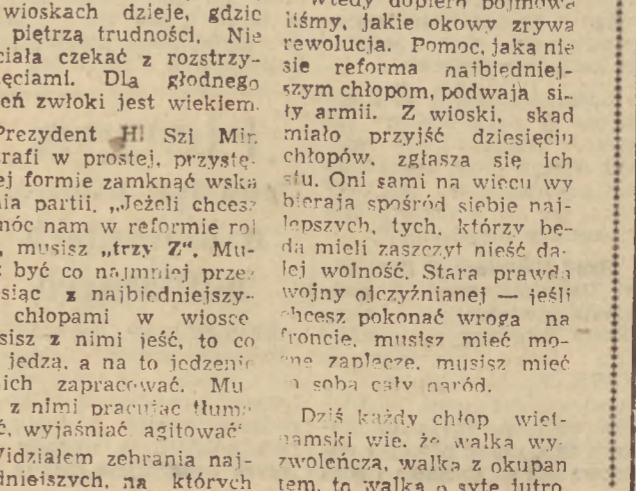 wioskach dzieje, gdzie
piętrzą trudności. Nie
ciała czekać z rozstrzy-
ęciami. Dla głodnego
eń zwłoki jest wiekiem.
Prezydent H Szi Min
rafi w prostej, przystę-
ej formie zamknąć wska
nia partii. „Jeżeli chcesz
móc nam w reformie rol
, musisz „trzy Z“. Mu-
 być co najmniej prze
siąc z najbiedniejszy-
 chłopami w wiosce
sisz z nimi jeść, to co
 jedzą, a na to jedzenie
ich zapracować. Mu
 z nimi pracując tłuma
ć, wyjaśniać agitować“
Widziałem zebrania naj-
dniejszych, na których
Wtedy dopiero pojmowa
liśmy, jakie okowy zrywa
rewolucja. Pomoc, jaka nie
sie reforma najbiedniej-
szym chłopom, podwaja si-
ły armii. Z wioski, skąd
miało przyjść dziesięciu
chłopów, zgłasza się ich
stu. Oni sami na wiecu wy
bierają spośród siebie naj-
lepszych, tych, którzy bę-
dą mieli zaszczyt nieść da-
lej wolność. Stara prawda
wojny ojczyźnianej — jeśli
chcesz pokonać wroga na
froncie, musisz mieć mo-
cne zaplecze, musisz mieć
 sobą cały naród.
Dziś każdy chłop wiet-
namski wie, że walka wy-
zwoleńcza, walka z okupan
tem, to walka o syte jutro,